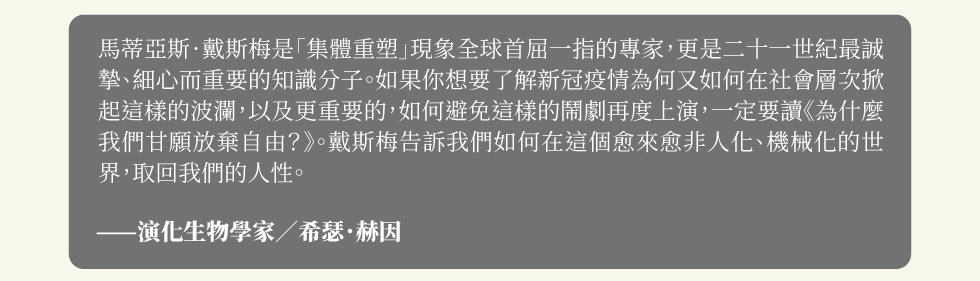 馬蒂亞斯·戴斯梅是「集體重塑」現象全球首屈一指的專家，更是二十一世紀最誠
摯、細心而重要的知識分子。如果你想要了解新冠疫情為何又如何在社會層次掀
起這樣的波瀾，以及更重要的，如何避免這樣的鬧劇再度上演，一定要讀《為什麼
我們甘願放棄自由？》。戴斯梅告訴我們如何在這個愈來愈非人化、機械化的世
界，取回我們的人性。
——演化生物學家／希瑟·赫因